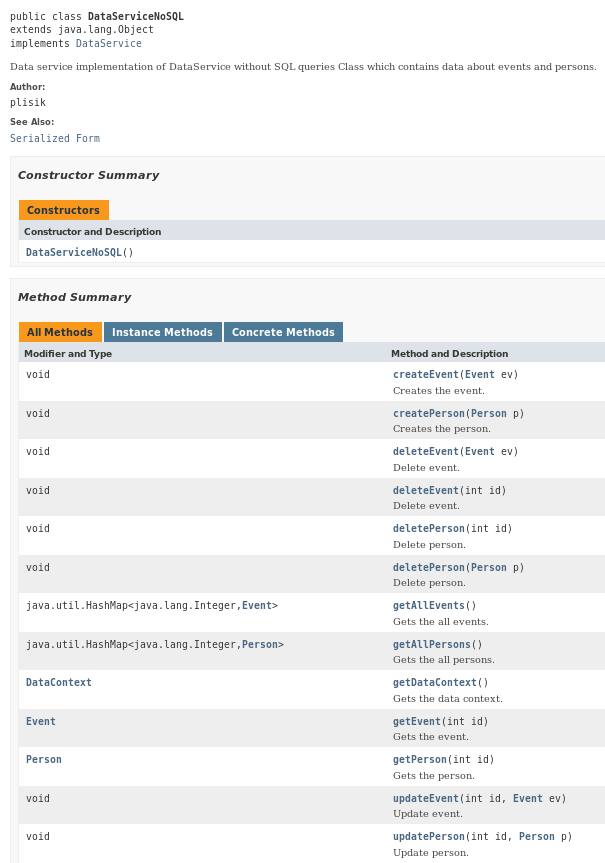 public class DataServiceNoSQL
extends java.lang.Object
implements DataService
Data service implementation of DataService without SQL queries Class which contains data about events and persons.
Author:
plisik
See Also:
Serialized Form
Constructor Summary
Constructors
Constructor and Description
DataServiceNoSQL()
Method Summary
All Methods Instance Methods Concrete Methods
Modifier and Type Method and Description
void createEvent(Event ev)
Creates the event.
void createPerson(Person p)
Creates the person.
void deleteEvent(Event ev)
Delete event.
void deleteEvent(int id)
Delete event.
void deletePerson(int id)
Delete person.
void deletePerson(Person p)
Delete person.
java.util.HashMap<java.lang.Integer,Event> getAllEvents()
Gets the all events.
java.util.HashMap<java.lang.Integer,Person> getAllPersons()
Gets the all persons.
DataContext getDataContext()
Gets the data context.
Event getEvent(int id)
Gets the event.
Person getPerson(int id)
Gets the person.
void updateEvent(int id, Event ev)
Update event.
void updatePerson(int id, Person p)
Update person.